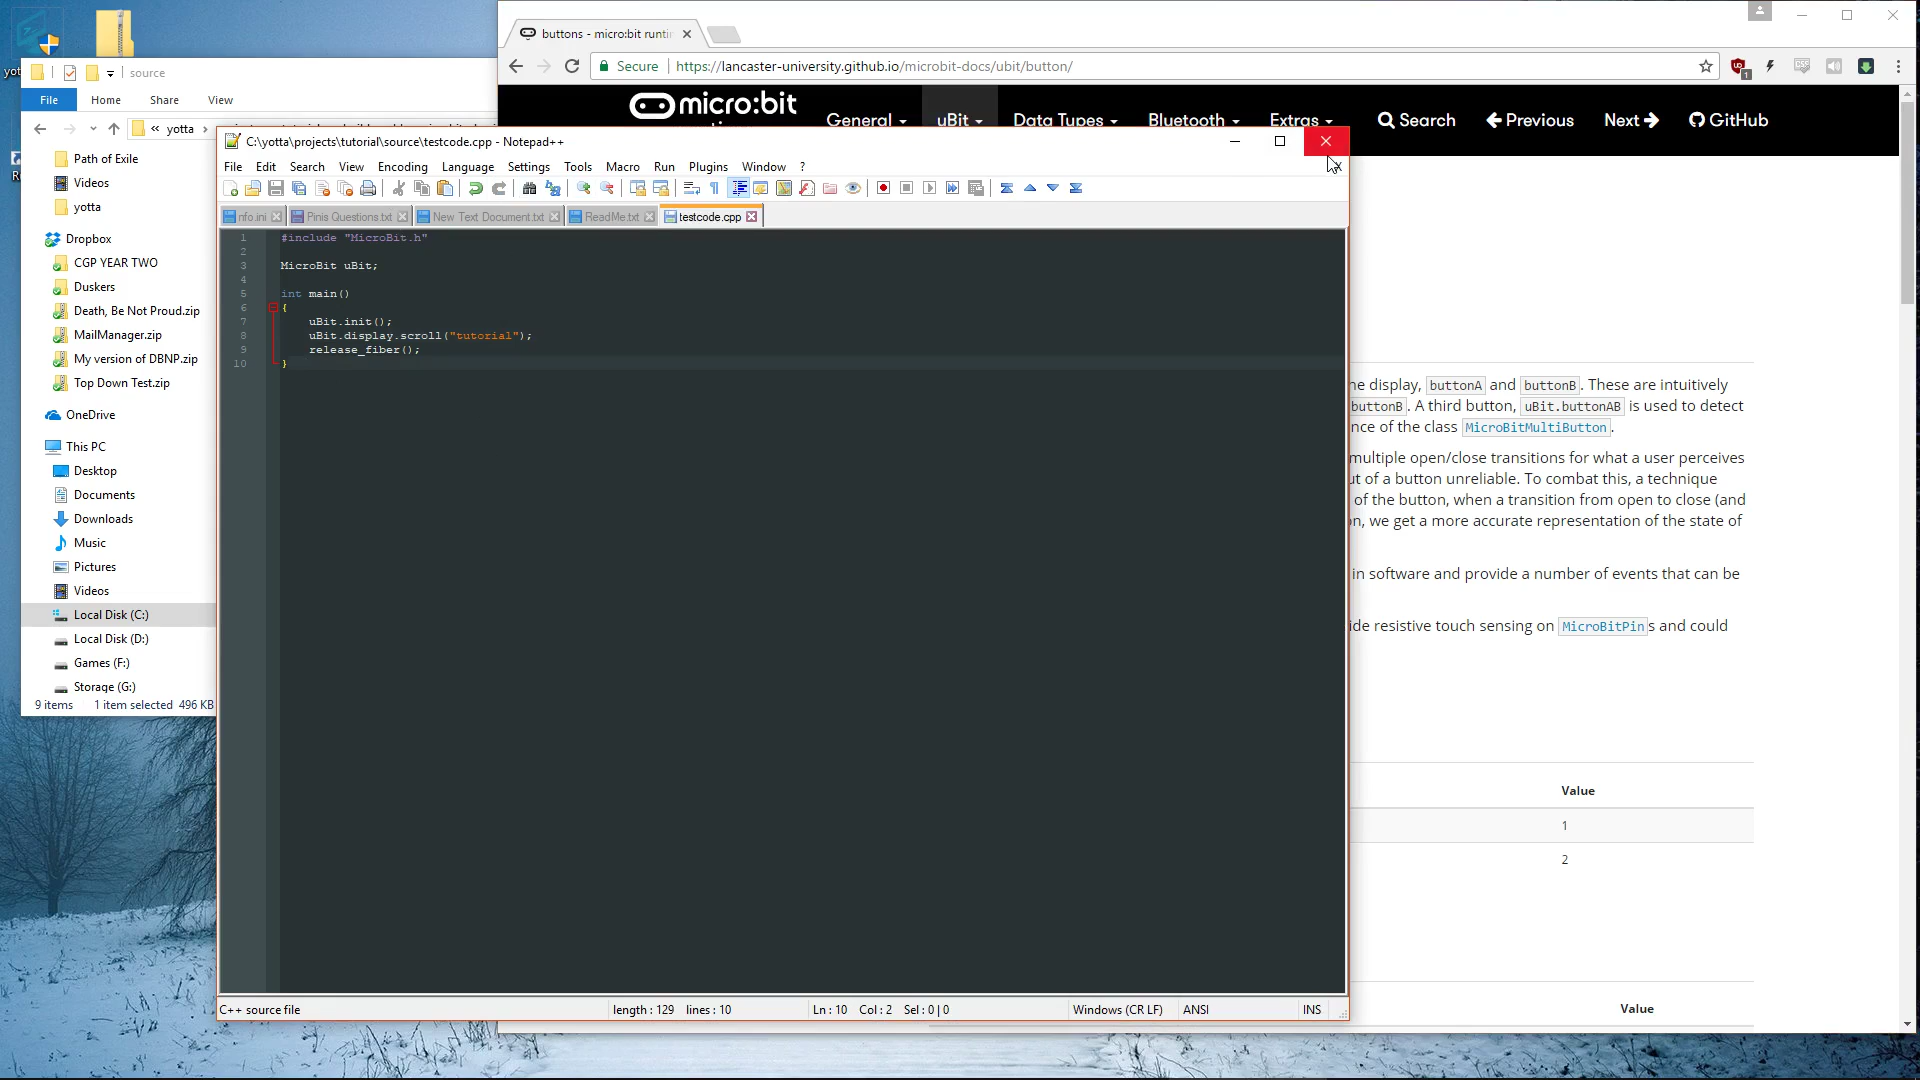 yot
source
File Home Share View
« yotta ›
Path of Exile
Videos
yotta
Dropbox
CGP YEAR TWO
Duskers
Death, Be Not Proud.zip
MailManager.zip
My version of DBNP.zip
Top Down Test.zip
OneDrive
This PC
Desktop
Documents
Downloads
Music
Pictures
Videos
Local Disk (C:)
Local Disk (D:)
Games (F:)
Storage (G:)
9 items 1 item selected 496 KB
buttons - micro:bit runti
Secure https://lancaster-university.github.io/microbit-docs/ubit/button/
micro:bit
General uBit Data Types Bluetooth Extras Search Previous Next GitHub
C:\yotta\projects\tutorial\source\testcode.cpp - Notepad++
File Edit Search View Encoding Language Settings Tools Macro Run Plugins Window ?
nfo.ini Pinis Questions.txt New Text Document.txt ReadMe.txt testcode.cpp
1 #include "MicroBit.h"
2
3 MicroBit uBit;
4
5 int main()
6 {
7 uBit.init();
8 uBit.display.scroll("tutorial");
9 release_fiber();
10 }
C++ source file length : 129 lines : 10 Ln : 10 Col : 2 Sel : 0 | 0 Windows (CR LF) ANSI INS
he display, buttonA and buttonB. These are intuitively
buttonB. A third button, uBit.buttonAB is used to detect
nce of the class MicroBitMultiButton.
multiple open/close transitions for what a user perceives
ut of a button unreliable. To combat this, a technique
of the button, when a transition from open to close (and
on, we get a more accurate representation of the state of
in software and provide a number of events that can be
ide resistive touch sensing on MicroBitPins and could
Value
1
2
Value